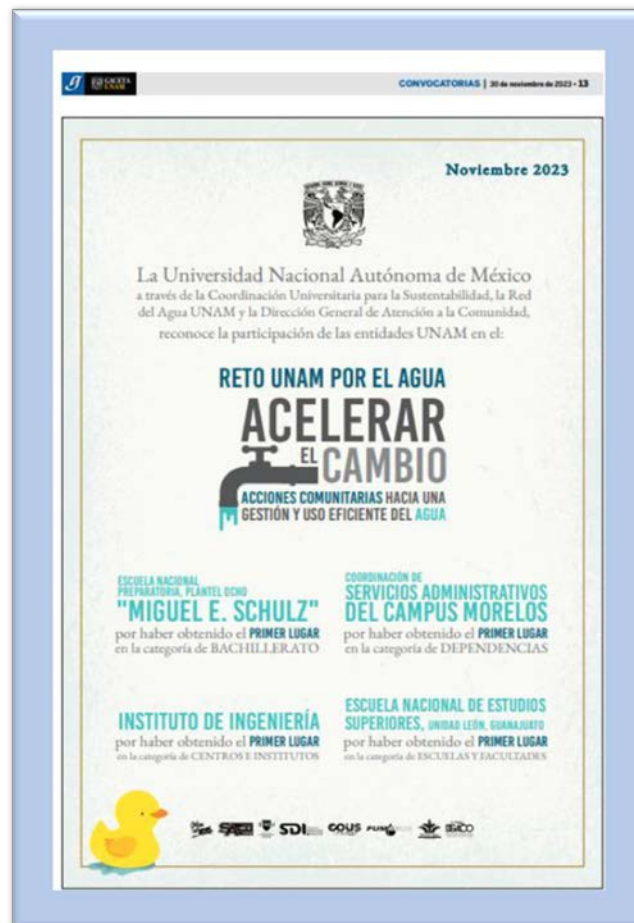 g GACETA UNAM
CONVOCATORIAS | 30 de noviembre de 2023 • 13
Noviembre 2023
La Universidad Nacional Autónoma de México
a través de la Coordinación Universitaria para la Sustentabilidad, la Red
del Agua UNAM y la Dirección General de Atención a la Comunidad,
reconoce la participación de las entidades UNAM en el:
RETO UNAM POR EL AGUA
ACELERAR
EL CAMBIO
ACCIONES COMUNITARIAS HACIA UNA
GESTIÓN Y USO EFICIENTE DEL AGUA
ESCUELA NACIONAL
PREPARATORIA, PLANTEL OCHO
"MIGUEL E. SCHULZ"
por haber obtenido el PRIMER LUGAR
en la categoría de BACHILLERATO
COORDINACIÓN DE
SERVICIOS ADMINISTRATIVOS
DEL CAMPUS MORELOS
por haber obtenido el PRIMER LUGAR
en la categoría de DEPENDENCIAS
INSTITUTO DE INGENIERÍA
por haber obtenido el PRIMER LUGAR
en la categoría de CENTROS E INSTITUTOS
ESCUELA NACIONAL DE ESTUDIOS
SUPERIORES, UNIDAD LEÓN, GUANAJUATO
por haber obtenido el PRIMER LUGAR
en la categoría de ESCUELAS Y FACULTADES
SDI COUS